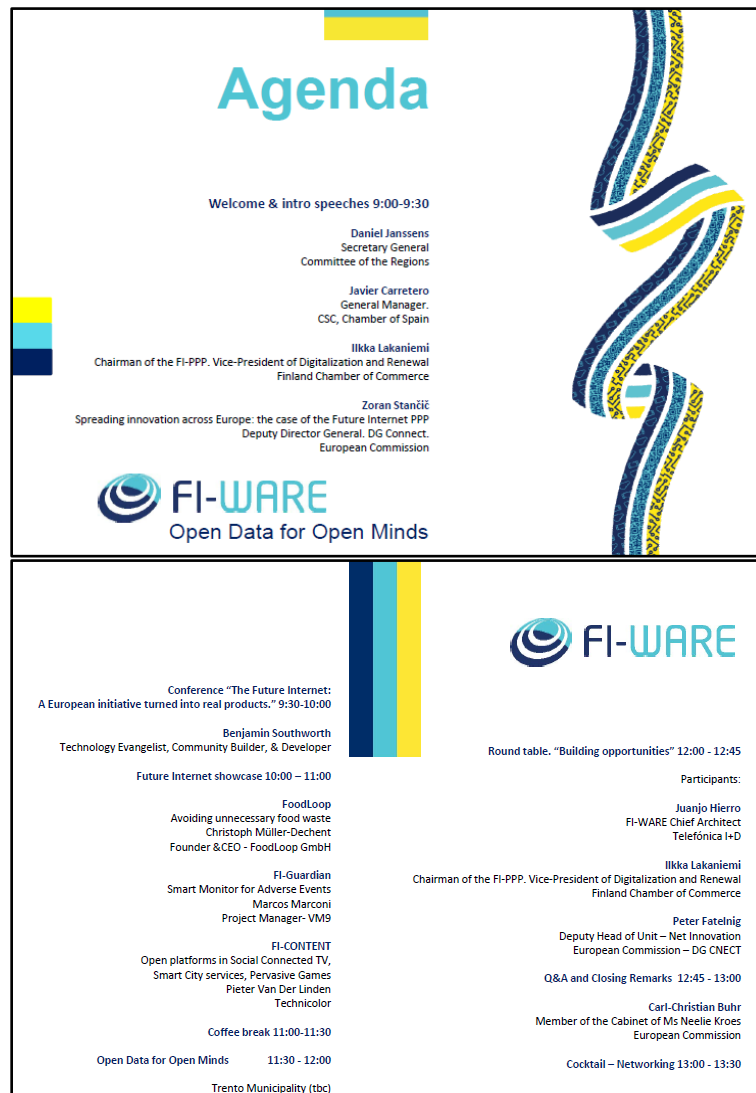 Agenda
Welcome & intro speeches 9:00-9:30
Daniel Janssens
Secretary General
Committee of the Regions
Javier Carretero
General Manager.
CSC, Chamber of Spain
Ilkka Lakaniemi
Chairman of the FI-PPP. Vice-President of Digitalization and Renewal
Finland Chamber of Commerce
Zoran Stančič
Spreading innovation across Europe: the case of the Future Internet PPP
Deputy Director General. DG Connect.
European Commission
FI-WARE
Open Data for Open Minds
Conference “The Future Internet:
A European initiative turned into real products.” 9:30-10:00
Benjamin Southworth
Technology Evangelist, Community Builder, & Developer
Future Internet showcase 10:00 – 11:00
FoodLoop
Avoiding unnecessary food waste
Christoph Müller-Dechent
Founder &CEO - FoodLoop GmbH
FI-Guardian
Smart Monitor for Adverse Events
Marcos Marconi
Project Manager- VM9
FI-CONTENT
Open platforms in Social Connected TV,
Smart City services, Pervasive Games
Pieter Van Der Linden
Technicolor
Coffee break 11:00-11:30
Open Data for Open Minds 11:30 - 12:00
Trento Municipality (tbc)
FI-WARE
Round table. “Building opportunities” 12:00 - 12:45
Participants:
Juanjo Hierro
FI-WARE Chief Architect
Telefónica I+D
Ilkka Lakaniemi
Chairman of the FI-PPP. Vice-President of Digitalization and Renewal
Finland Chamber of Commerce
Peter Fatelnig
Deputy Head of Unit – Net Innovation
European Commission – DG CNECT
Q&A and Closing Remarks 12:45 - 13:00
Carl-Christian Buhr
Member of the Cabinet of Ms Neelie Kroes
European Commission
Cocktail – Networking 13:00 - 13:30